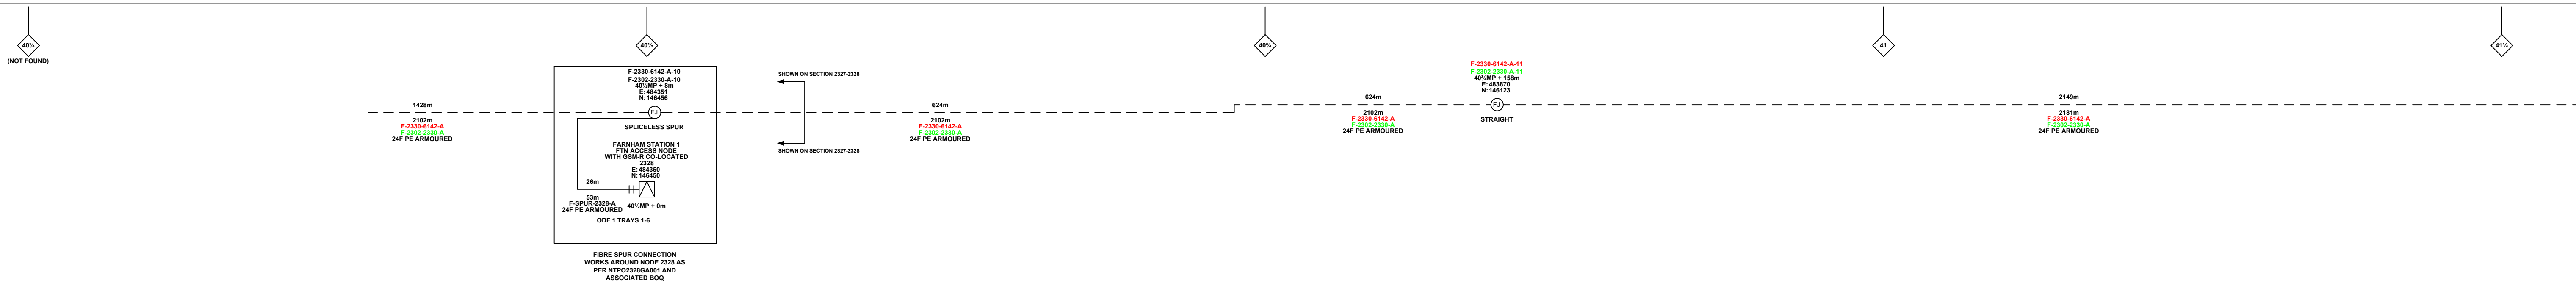 40¼
(NOT FOUND)
40½
40¾
41
41¼
1428m
2102m
F-2330-6142-A
F-2302-2330-A
24F PE ARMOURED
F-2330-6142-A-10
F-2302-2330-A-10
40½MP + 8m
E: 484351
N: 146456
FJ
SPLICELESS SPUR
FARNHAM STATION 1
FTN ACCESS NODE
WITH GSM-R CO-LOCATED
2328
E: 484350
N: 146450
26m
53m
F-SPUR-2328-A
24F PE ARMOURED
40½MP + 0m
ODF 1 TRAYS 1-6
FIBRE SPUR CONNECTION
WORKS AROUND NODE 2328 AS
PER NTPO2328GA001 AND
ASSOCIATED BOQ
SHOWN ON SECTION 2327-2328
SHOWN ON SECTION 2327-2328
624m
2102m
F-2330-6142-A
F-2302-2330-A
24F PE ARMOURED
624m
2102m
F-2330-6142-A
F-2302-2330-A
24F PE ARMOURED
F-2330-6142-A-11
F-2302-2330-A-11
40¾MP + 158m
E: 483870
N: 146123
FJ
STRAIGHT
2149m
2181m
F-2330-6142-A
F-2302-2330-A
24F PE ARMOURED